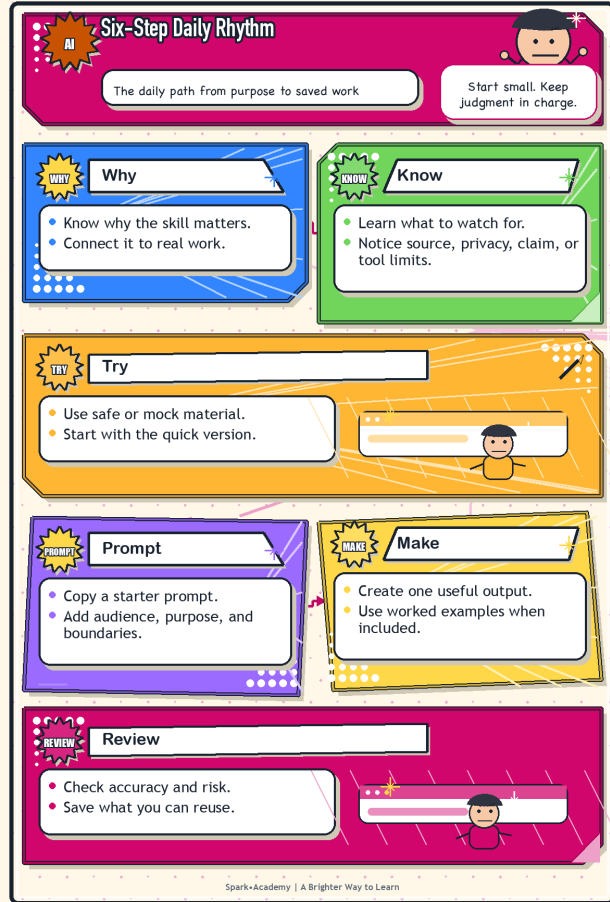 AI
Six-Step Daily Rhythm
The daily path from purpose to saved work
Start small. Keep
judgment in charge.
WHY
Why
Know why the skill matters.
Connect it to real work.
KNOW
Know
Learn what to watch for.
Notice source, privacy, claim, or
tool limits.
TRY
Try
Use safe or mock material.
Start with the quick version.
PROMPT
Prompt
Copy a starter prompt.
Add audience, purpose, and
boundaries.
MAKE
Make
Create one useful output.
Use worked examples when
included.
REVIEW
Review
Check accuracy and risk.
Save what you can reuse.
Spark•Academy | A Brighter Way to Learn